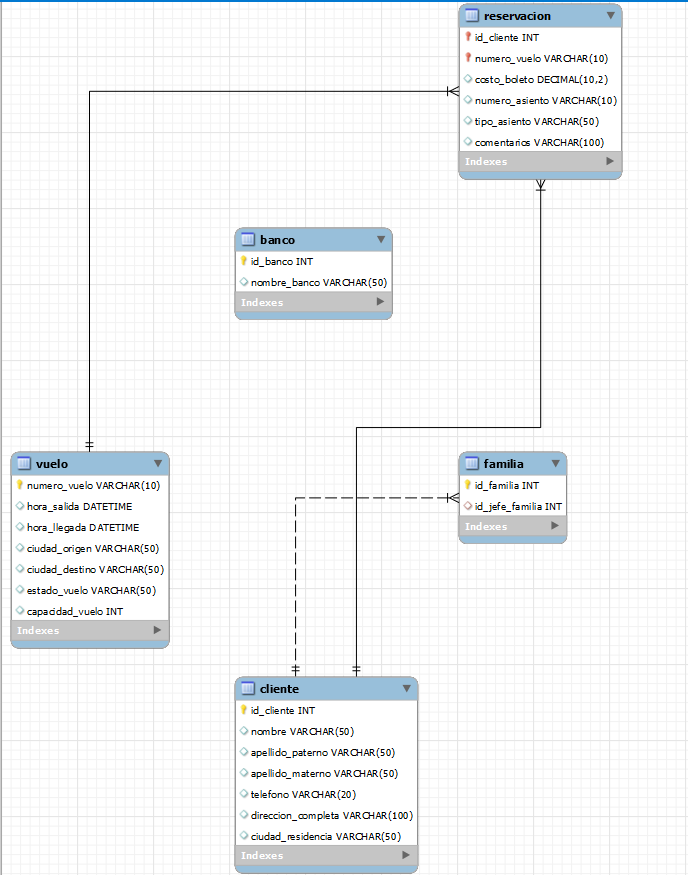 reservacion
id_cliente INT
numero_vuelo VARCHAR(10)
costo_boleto DECIMAL(10,2)
numero_asiento VARCHAR(10)
tipo_asiento VARCHAR(50)
comentarios VARCHAR(100)
Indexes
banco
id_banco INT
nombre_banco VARCHAR(50)
Indexes
vuelo
numero_vuelo VARCHAR(10)
hora_salida DATETIME
hora_llegada DATETIME
ciudad_origen VARCHAR(50)
ciudad_destino VARCHAR(50)
estado_vuelo VARCHAR(50)
capacidad_vuelo INT
Indexes
familia
id_familia INT
id_jefe_familia INT
Indexes
cliente
id_cliente INT
nombre VARCHAR(50)
apellido_paterno VARCHAR(50)
apellido_materno VARCHAR(50)
telefono VARCHAR(20)
direccion_completa VARCHAR(100)
ciudad_residencia VARCHAR(50)
Indexes